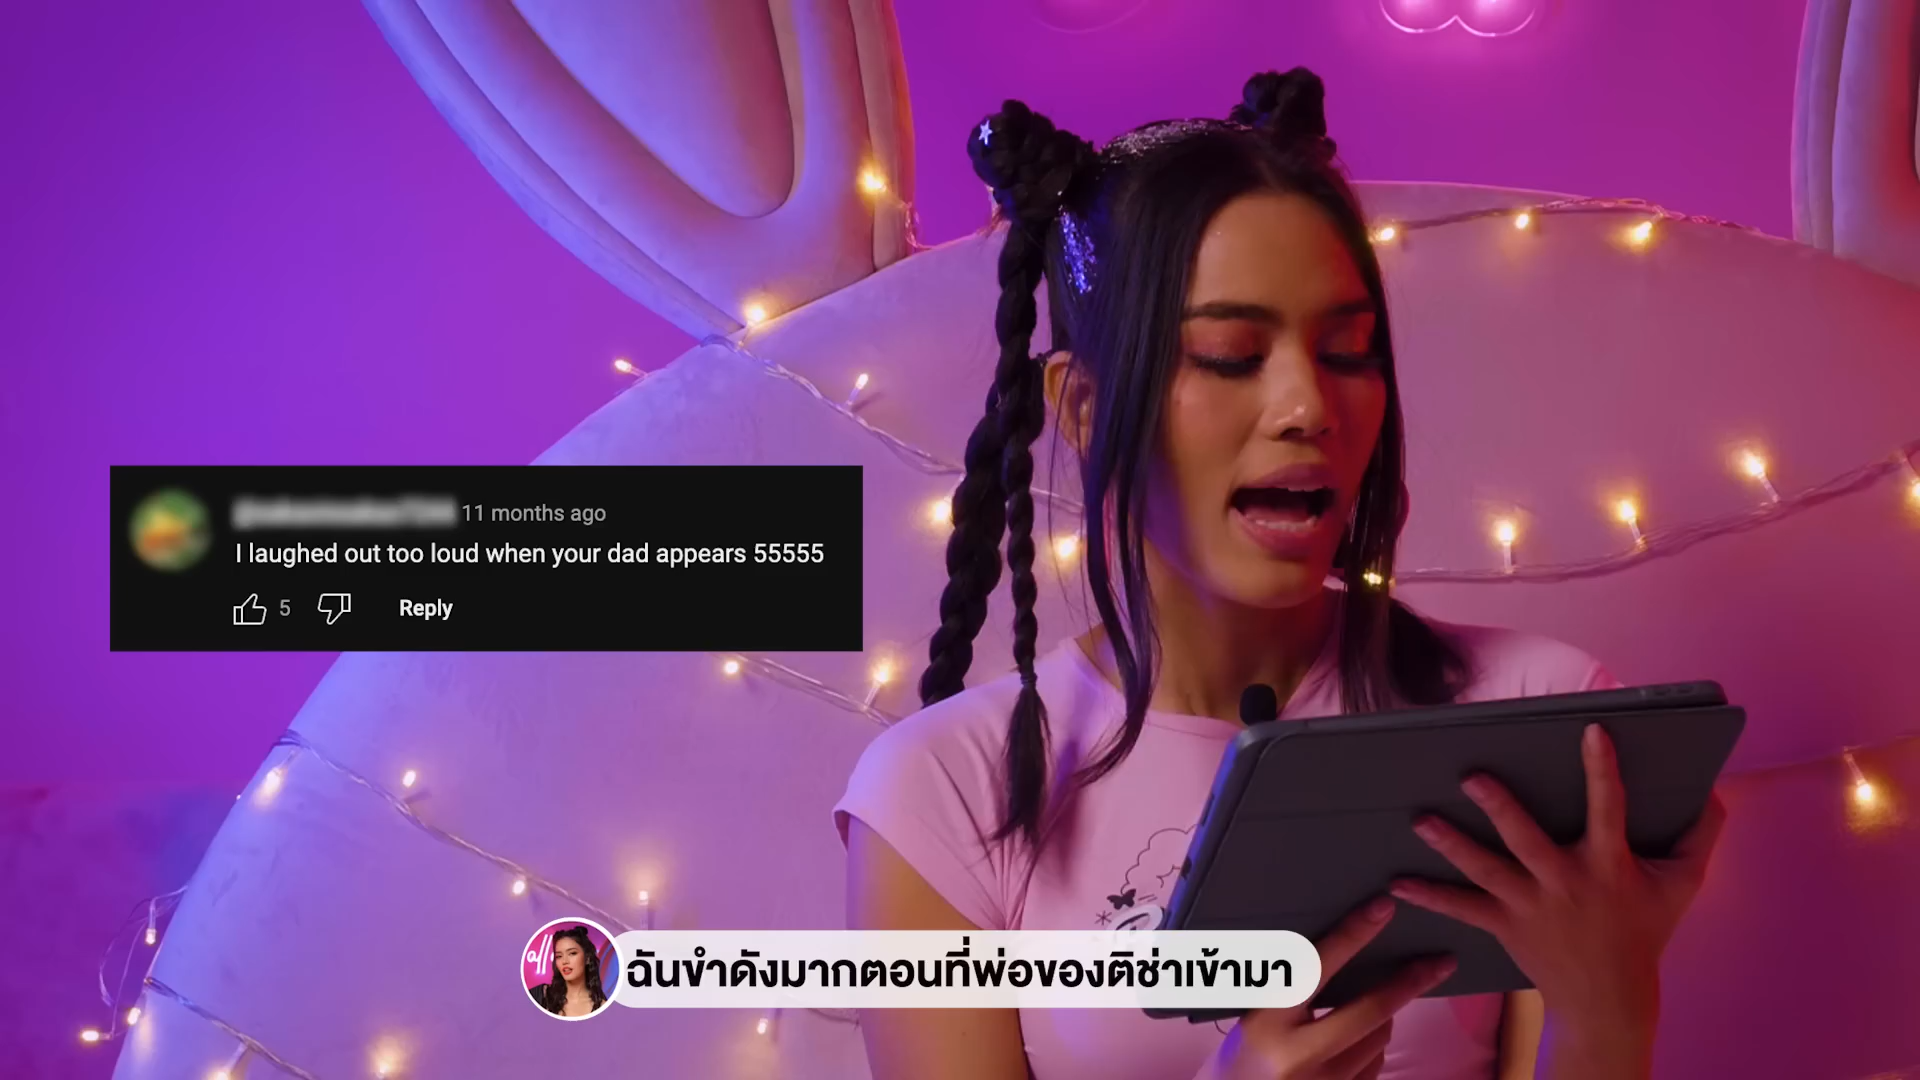 11 months ago
I laughed out too loud when your dad appears 55555
5
Reply
ฉันขำดังมากตอนที่พ่อของติช่าเข้ามา